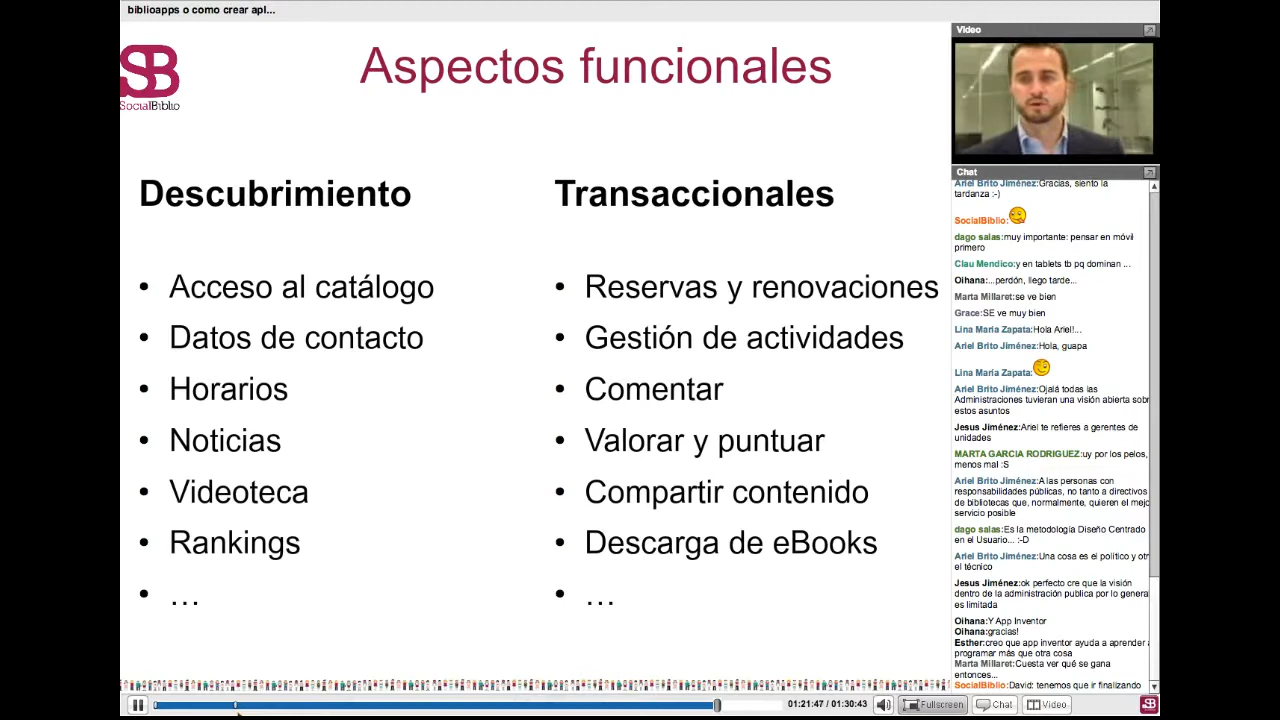 biblioapps o como crear apl...
SB
SocialBiblio
Aspectos funcionales
Descubrimiento
• Acceso al catálogo
• Datos de contacto
• Horarios
• Noticias
• Videoteca
• Rankings
• ...
Transaccionales
• Reservas y renovaciones
• Gestión de actividades
• Comentar
• Valorar y puntuar
• Compartir contenido
• Descarga de eBooks
• ...
Video
Chat
Ariel Brito Jiménez:Gracias, siento la
tardanza :-)
SocialBiblio:
dago salas:muy importante: pensar en móvil
primero
Clau Mendico:y en tablets tb pq dominan ...
Oihana:...perdón, llego tarde...
Marta Millaret:se ve bien
Grace:SE ve muy bien
Lina María Zapata:Hola Ariel!...
Ariel Brito Jiménez:Hola, guapa
Lina María Zapata:
Ariel Brito Jiménez:Ojalá todas las
Administraciones tuvieran una visión abierta sobr
estos asuntos
Jesus Jiménez:Ariel te refieres a gerentes de
unidades
MARTA GARCIA RODRIGUEZ:uy por los pelos,
menos mal :S
Ariel Brito Jiménez:A las personas con
responsabilidades públicas, no tanto a directivos
de bibliotecas que, normalmente, quieren el mejo
servicio posible
dago salas:Es la metodología Diseño Centrado
en el Usuario... :-D
Ariel Brito Jiménez:Una cosa es el político y otr
el técnico
Jesus Jiménez:ok perfecto cre que la visión
dentro de la administración publica por lo genera
es limitada
Oihana:Y App Inventor
Oihana:gracias!
Esther:creo que app inventor ayuda a aprender a
programar más que otra cosa
Marta Millaret:Cuesta ver qué se gana
entonces...
SocialBiblio:David: tenemos que ir finalizando
01:21:47 / 01:30:43
Fullscreen
Chat
Video
SB